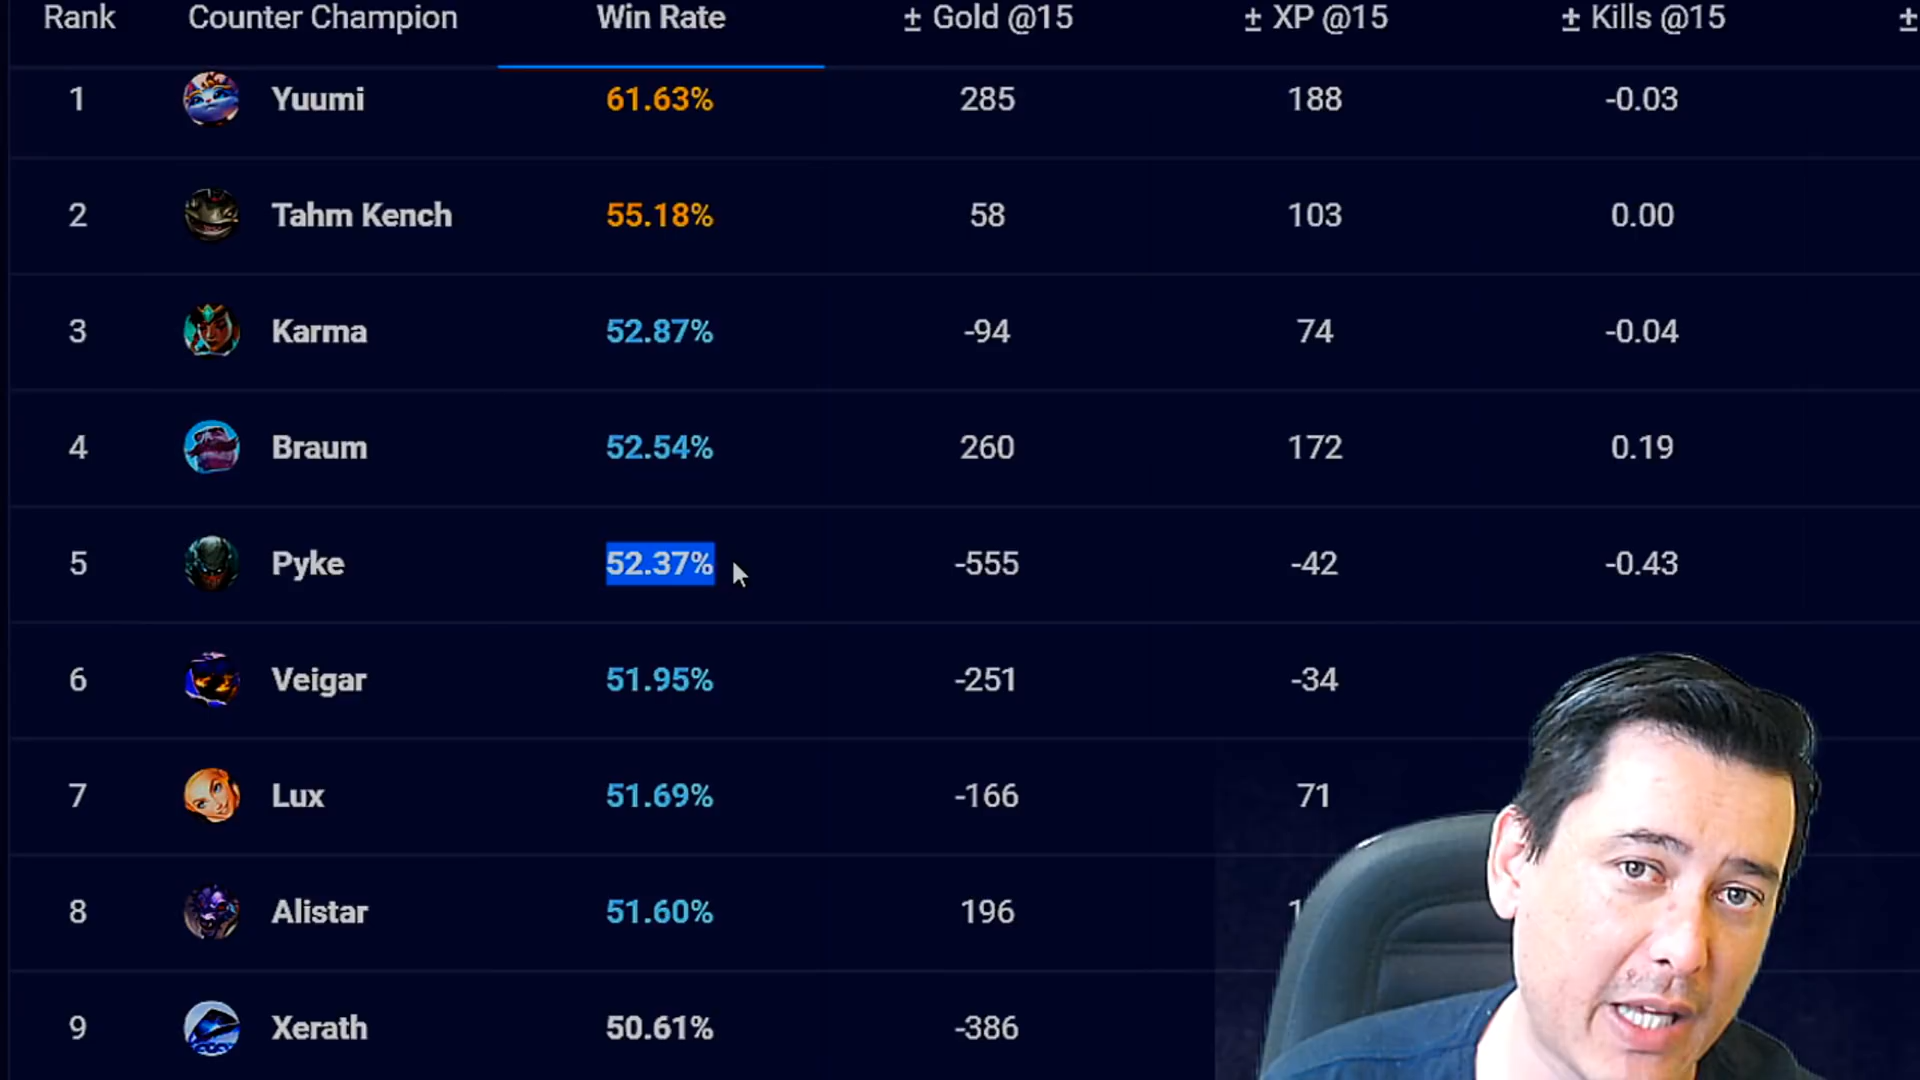 Rank Counter Champion Win Rate ± Gold @15 ± XP @15 ± Kills @15 ±
1 Yuumi 61.63% 285 188 -0.03
2 Tahm Kench 55.18% 58 103 0.00
3 Karma 52.87% -94 74 -0.04
4 Braum 52.54% 260 172 0.19
5 Pyke 52.37% -555 -42 -0.43
6 Veigar 51.95% -251 -34
7 Lux 51.69% -166 71
8 Alistar 51.60% 196
9 Xerath 50.61% -386